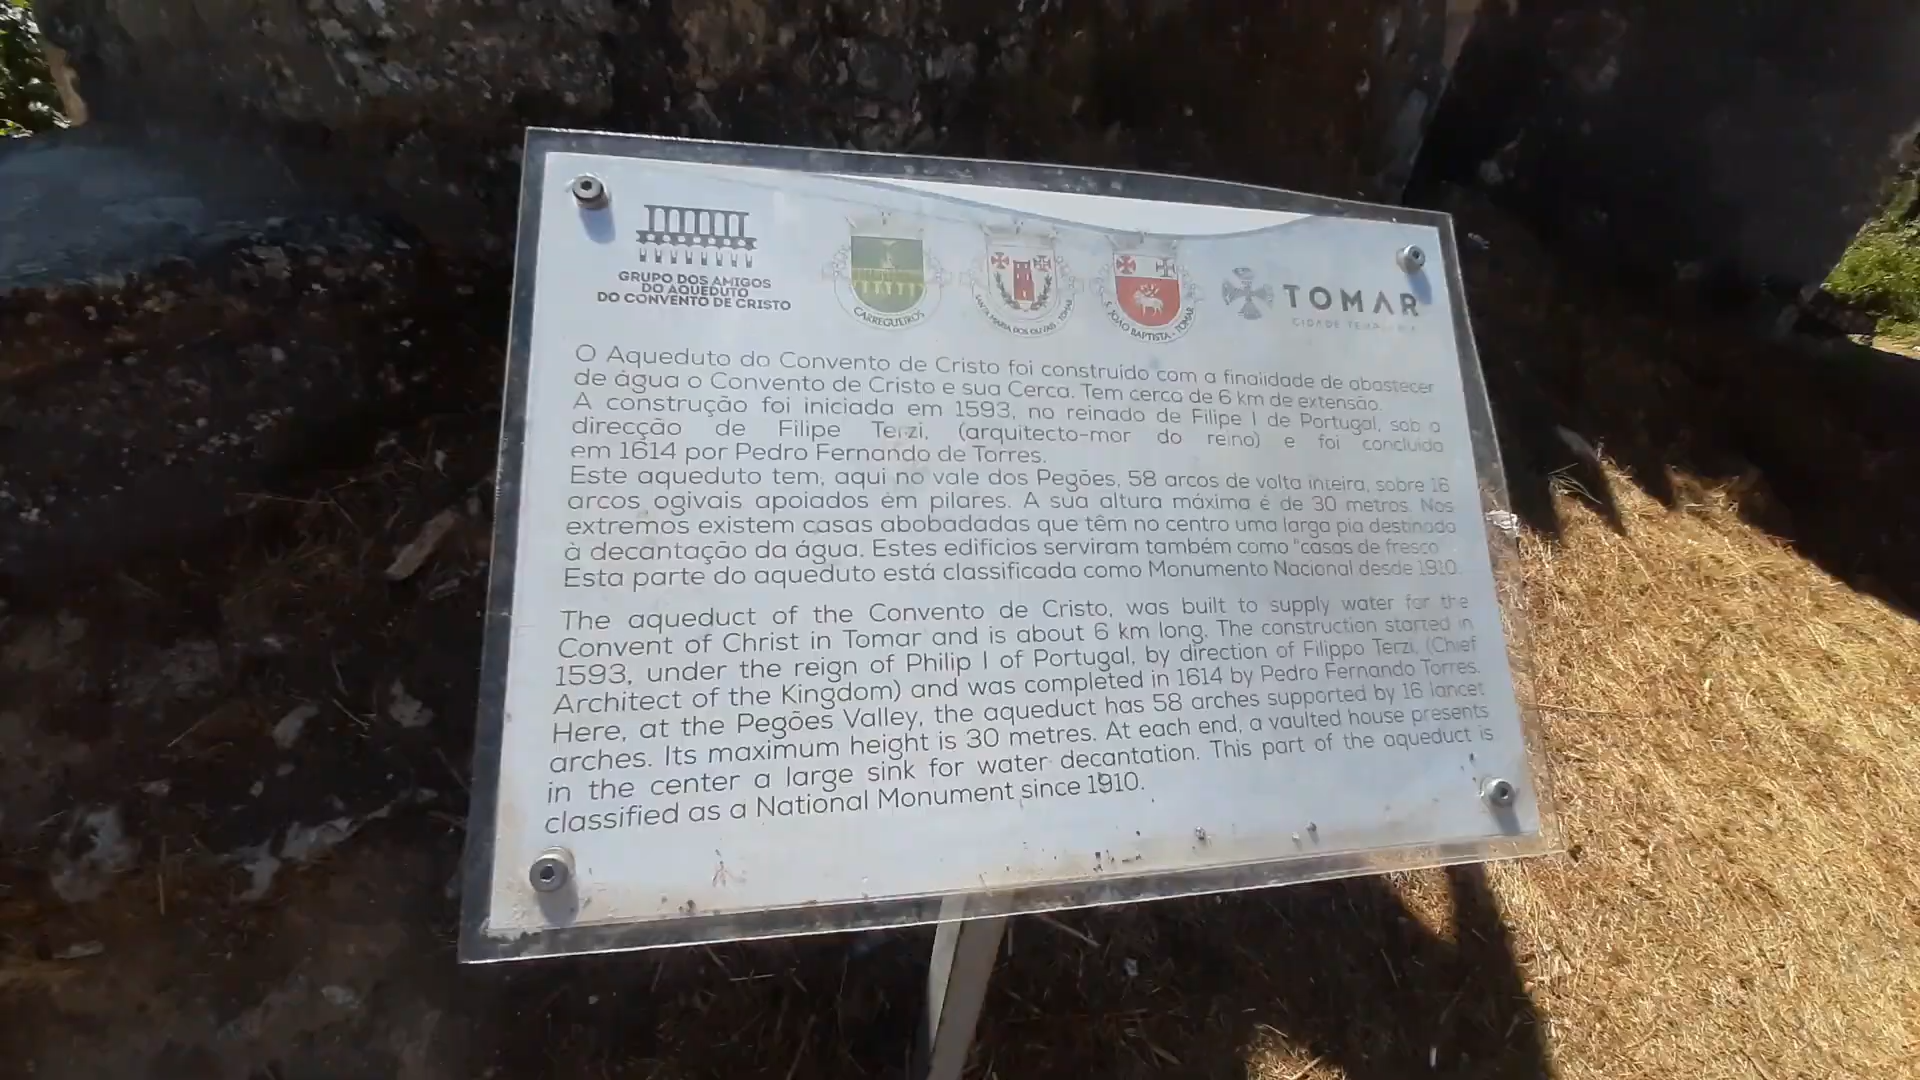 GRUPO DOS AMIGOS
DO AQUEDUTO
DO CONVENTO DE CRISTO
CARREGUEIROS
SANTA MARIA DOS OLIVAIS - TOMAR
S. JOÃO BAPTISTA - TOMAR
TOMAR
CIDADE TEMPLÁRIA
O Aqueduto do Convento de Cristo foi construído com a finalidade de abastecer
de água o Convento de Cristo e sua Cerca. Tem cerca de 6 km de extensão.
A construção foi iniciada em 1593, no reinado de Filipe I de Portugal, sob a
direcção de Filipe Terzi, (arquitecto-mor do reino) e foi concluída
em 1614 por Pedro Fernando de Torres.
Este aqueduto tem, aqui no vale dos Pegões, 58 arcos de volta inteira, sobre 16
arcos ogivais apoiados em pilares. A sua altura máxima é de 30 metros. Nos
extremos existem casas abobadadas que têm no centro uma larga pia destinada
à decantação da água. Estes edifícios serviram também como "casas de fresco"
Esta parte do aqueduto está classificada como Monumento Nacional desde 1910.
The aqueduct of the Convento de Cristo, was built to supply water for the
Convent of Christ in Tomar and is about 6 km long. The construction started in
1593, under the reign of Philip I of Portugal, by direction of Filippo Terzi, (Chief
Architect of the Kingdom) and was completed in 1614 by Pedro Fernando Torres.
Here, at the Pegões Valley, the aqueduct has 58 arches supported by 16 lancet
arches. Its maximum height is 30 metres. At each end, a vaulted house presents
in the center a large sink for water decantation. This part of the aqueduct is
classified as a National Monument since 1910.